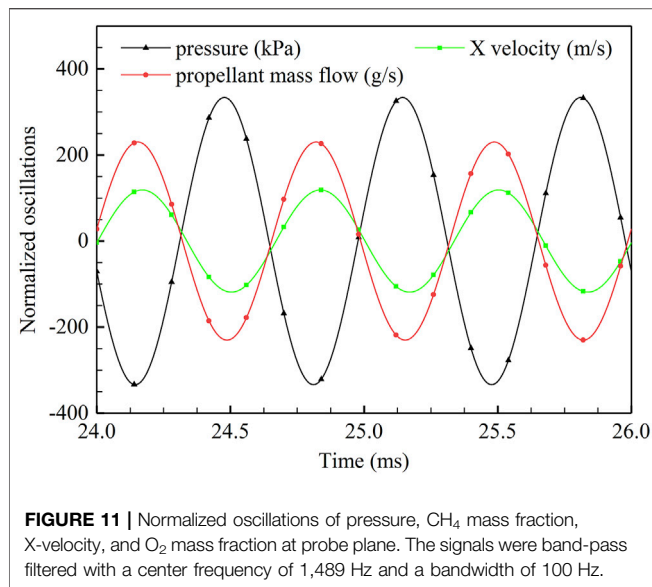 pressure (kPa)
X velocity (m/s)
propellant mass flow (g/s)
Normalized oscillations
400
200
0
-200
-400
24.0
24.5
25.0
25.5
26.0
Time (ms)
FIGURE 11 | Normalized oscillations of pressure, CH₄ mass fraction,
X-velocity, and O₂ mass fraction at probe plane. The signals were band-pass
filtered with a center frequency of 1,489 Hz and a bandwidth of 100 Hz.